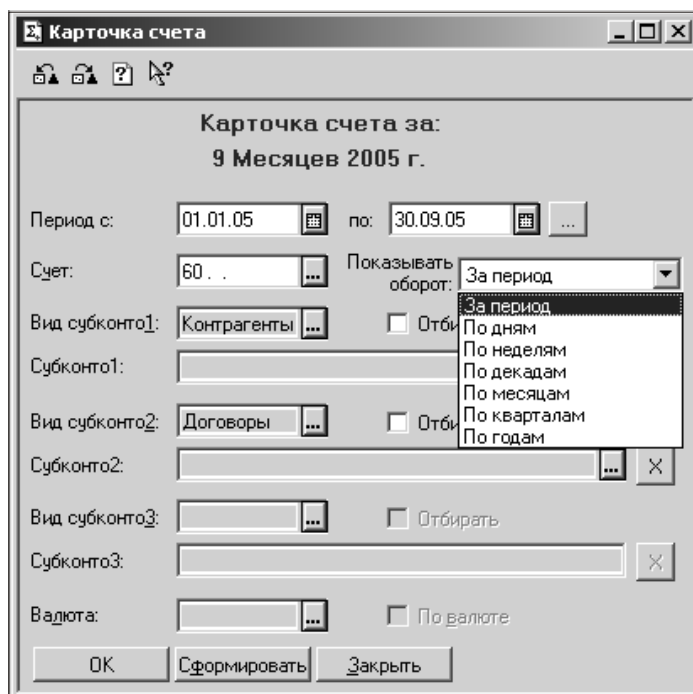 Карточка счета
Карточка счета за:
9 Месяцев 2005 г.
Период с: 01.01.05 по: 30.09.05 ...
Счет: 60 . . ... Показывать оборот: За период
За период
По дням
По неделям
По декадам
По месяцам
По кварталам
По годам
Вид субконто1: Контрагенты ... Отби
Субконто1:
Вид субконто2: Договоры ... Отби
Субконто2: ... X
Вид субконто3: ... Отбирать
Субконто3: X
Валюта: ... По валюте
OK Сформировать Закрыть